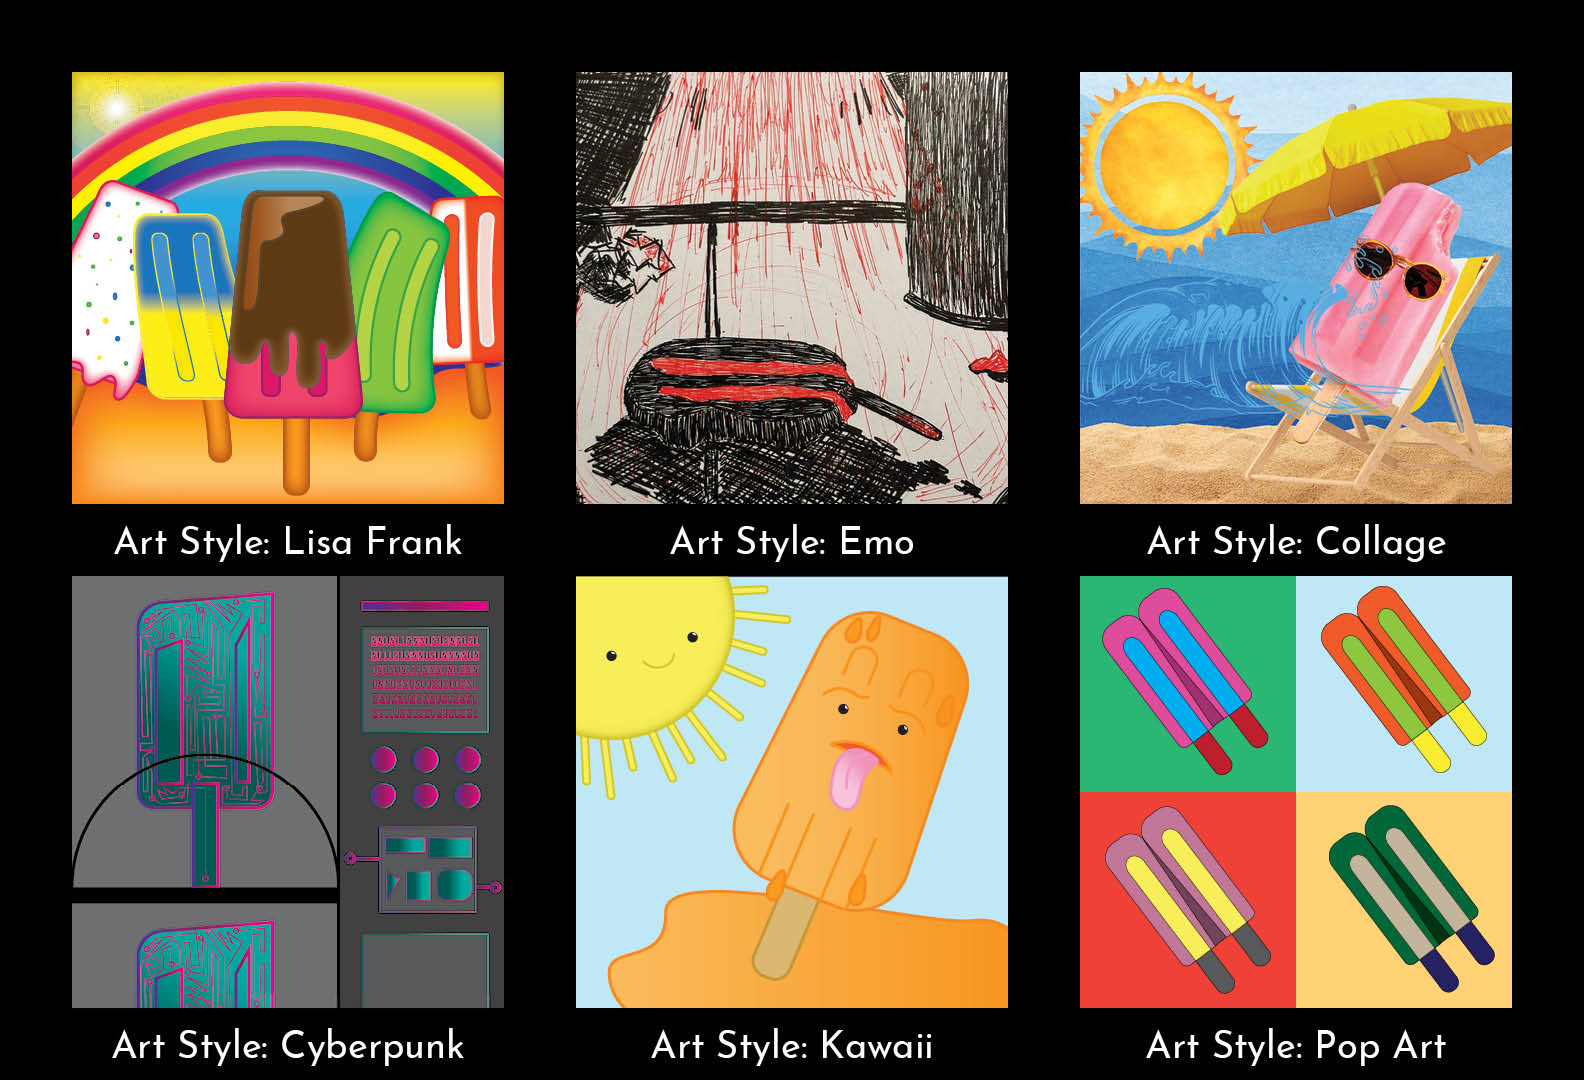 Art Style: Lisa Frank
Art Style: Emo
Art Style: Collage
Art Style: Cyberpunk
Art Style: Kawaii
Art Style: Pop Art